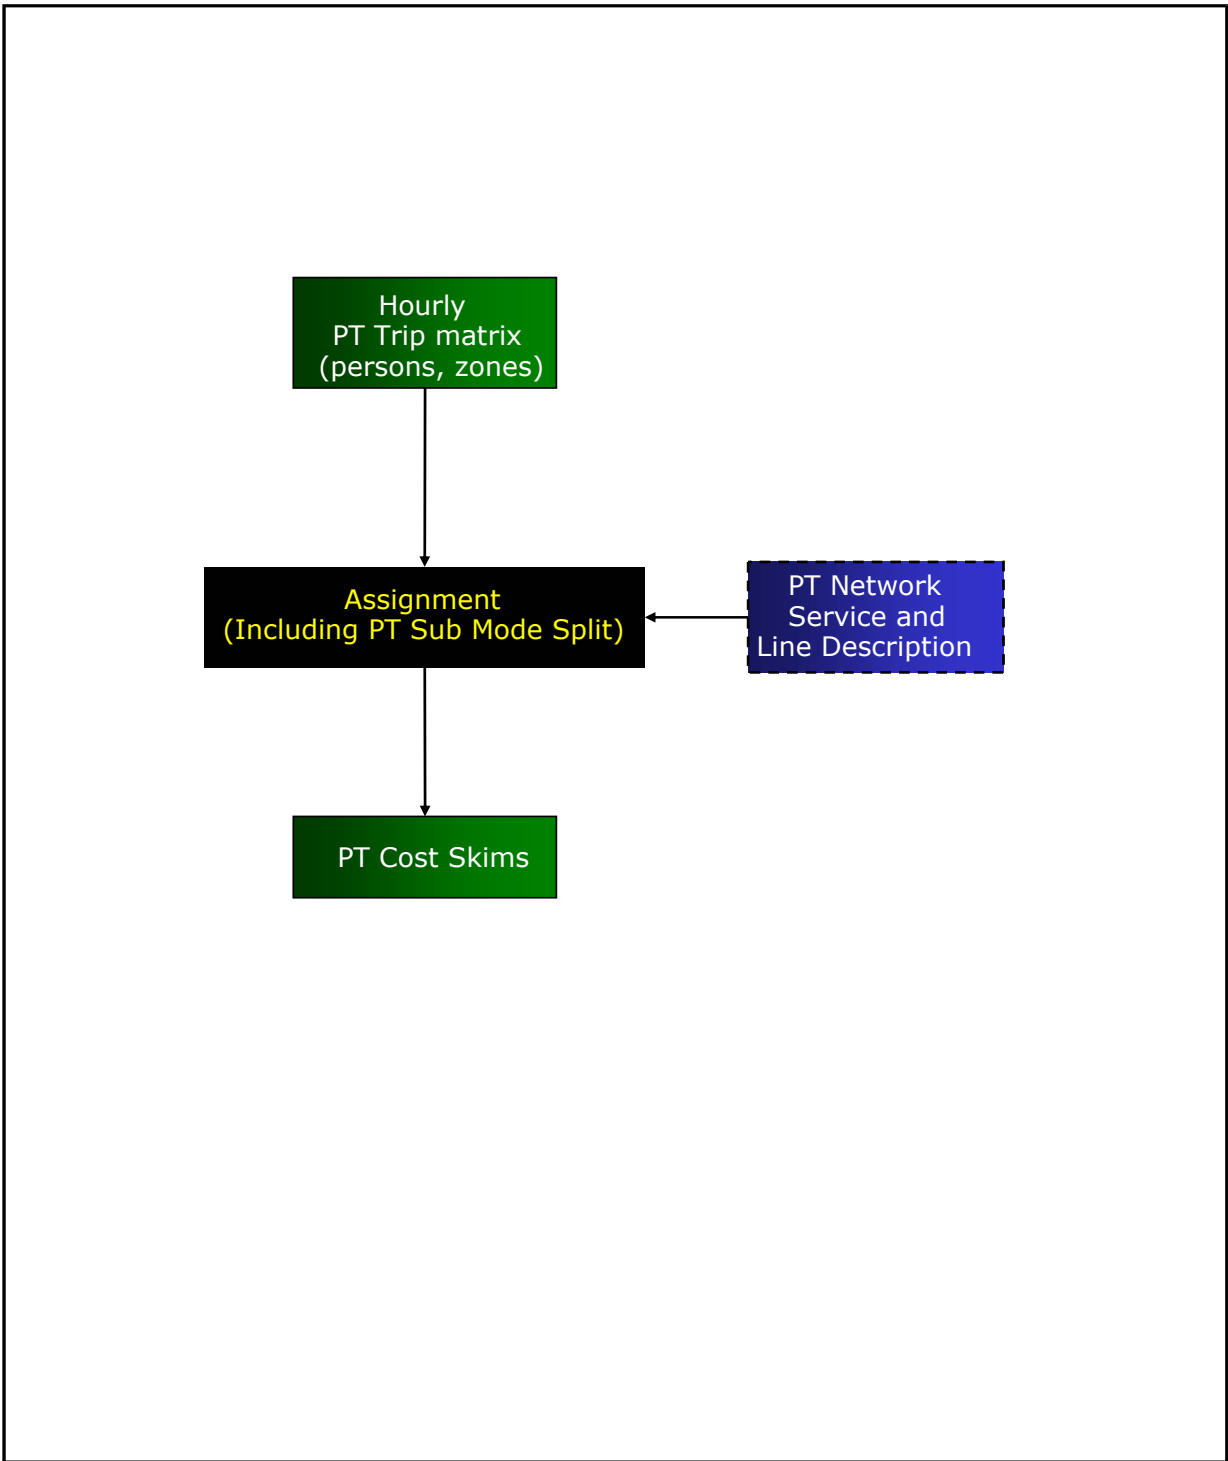 Hourly
PT Trip matrix
(persons, zones)
Assignment
(Including PT Sub Mode Split)
PT Network
Service and
Line Description
PT Cost Skims